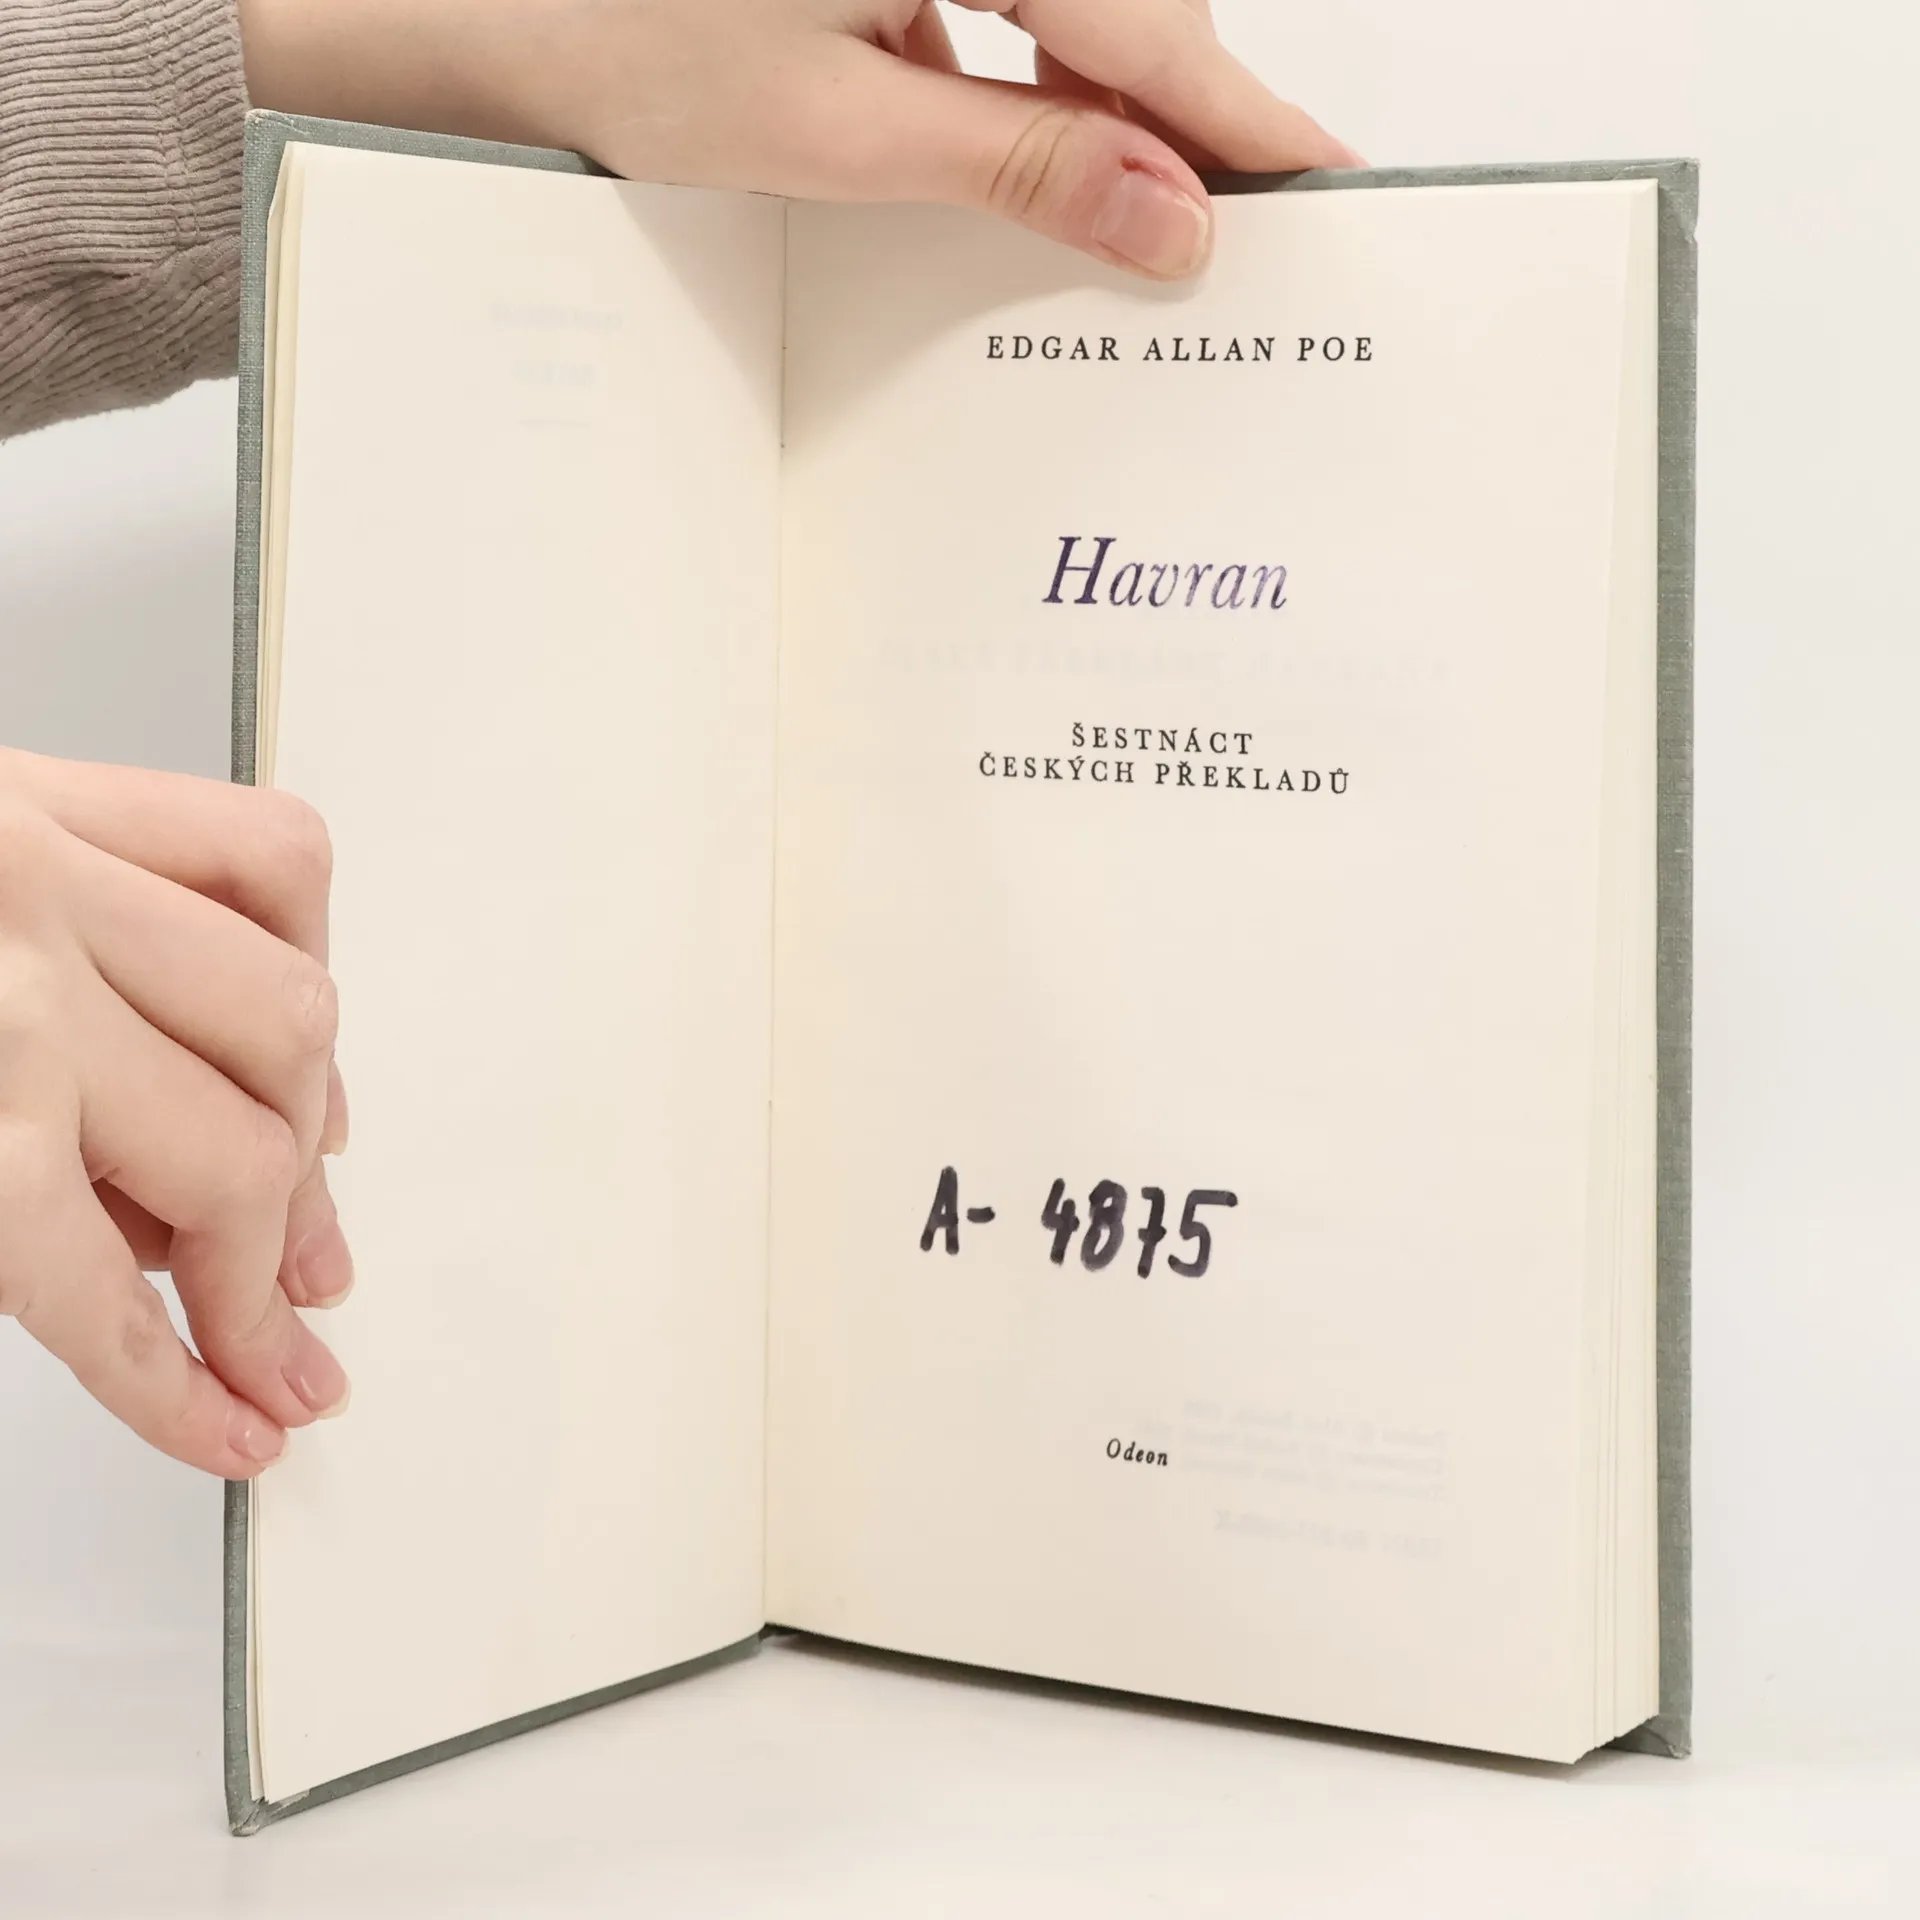 EDGAR ALLAN POE
Havran
ŠESTNÁCT
ČESKÝCH PŘEKLADŮ
A- 4875
Odeon